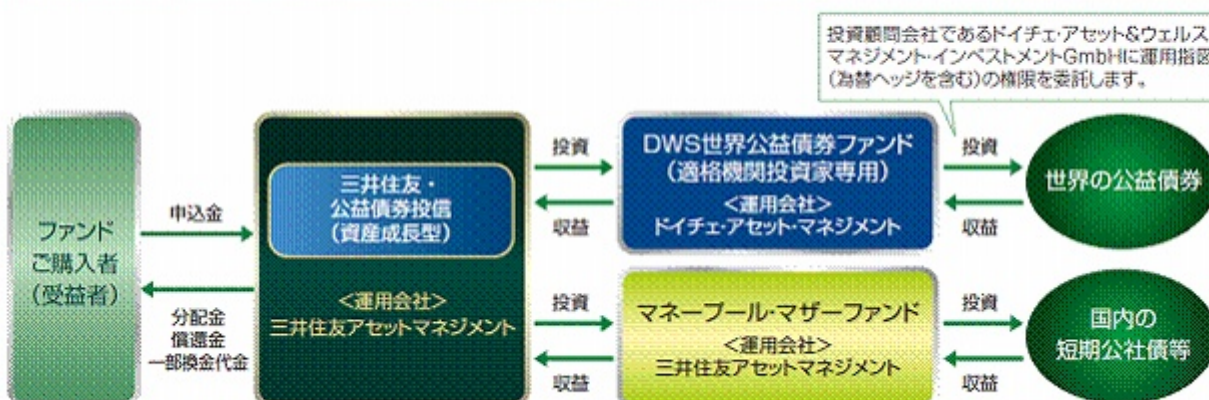 投資顧問会社であるドイチェ・アセット&ウェルス
マネジメント・インベストメントGmbHに運用指図
(為替ヘッジを含む)の権限を委託します。
ファンド
ご購入者
(受益者)
申込金
分配金
償還金
一部換金代金
三井住友・
公益債券投信
(資産成長型)
<運用会社>
三井住友アセットマネジメント
投資
収益
DWS世界公益債券ファンド
(適格機関投資家専用)
<運用会社>
ドイチェ・アセット・マネジメント
投資
収益
世界の公益債券
投資
収益
マネープール・マザーファンド
<運用会社>
三井住友アセットマネジメント
投資
収益
国内の
短期公社債等